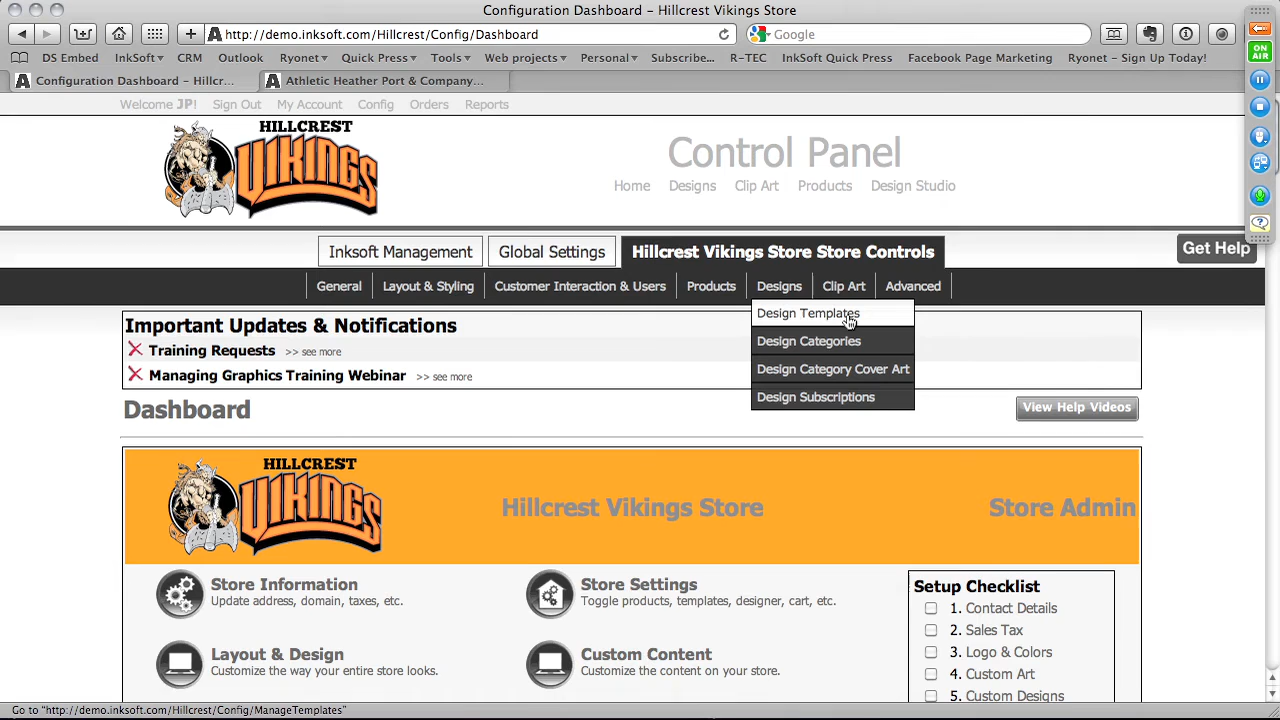 Configuration Dashboard – Hillcrest Vikings Store
http://demo.inksoft.com/Hillcrest/Config/Dashboard
Google
DS Embed InkSoft CRM Outlook Ryonet Quick Press Tools Web projects Personal Subscribe... R-TEC InkSoft Quick Press Facebook Page Marketing Ryonet – Sign Up Today!
Configuration Dashboard – Hillcr... Athletic Heather Port & Company...
ON AIR
Welcome JP! Sign Out My Account Config Orders Reports
HILLCREST
VIKINGS
Control Panel
Home Designs Clip Art Products Design Studio
Inksoft Management Global Settings Hillcrest Vikings Store Store Controls Get Help
General Layout & Styling Customer Interaction & Users Products Designs Clip Art Advanced
Design Templates
Design Categories
Design Category Cover Art
Design Subscriptions
Important Updates & Notifications
Training Requests >> see more
Managing Graphics Training Webinar >> see more
Dashboard View Help Videos
HILLCREST
VIKINGS
Hillcrest Vikings Store Store Admin
Store Information
Update address, domain, taxes, etc.
Store Settings
Toggle products, templates, designer, cart, etc.
Layout & Design
Customize the way your entire store looks.
Custom Content
Customize the content on your store.
Setup Checklist
1. Contact Details
2. Sales Tax
3. Logo & Colors
4. Custom Art
5. Custom Designs
Go to "http://demo.inksoft.com/Hillcrest/Config/ManageTemplates"